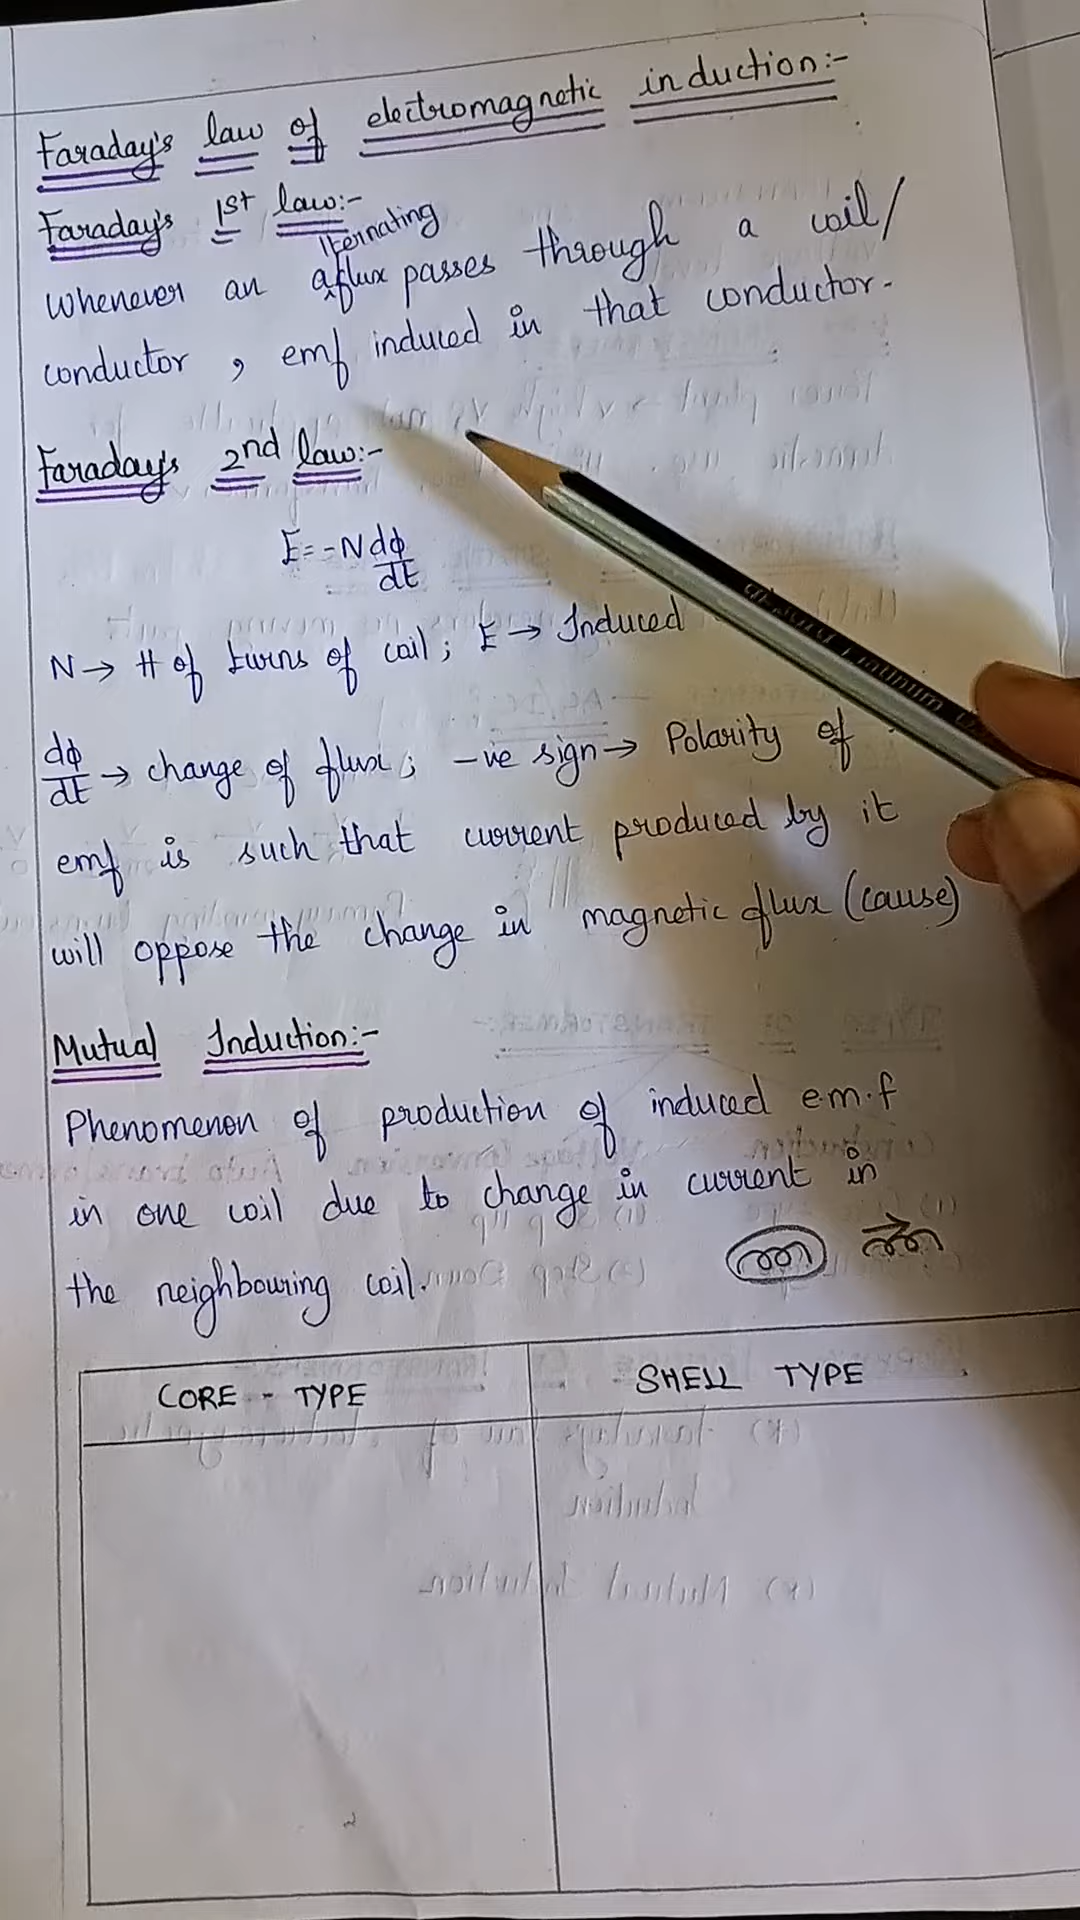 Faraday's law of electromagnetic induction:-
Faraday's 1st law:-
lternating
Whenever an aflux passes through a coil/
conductor, emf induced in that conductor.
Faraday's 2nd law:-
E = -N dϕ/dt
N → # of turns of coil; E → Induced
dϕ/dt → change of flux; -ve sign → Polarity of
emf is such that current produced by it
will oppose the change in magnetic flux (cause)
Mutual Induction:-
Phenomenon of production of induced e.m.f
in one coil due to change in current in
the neighbouring coil.
CORE - TYPE
SHELL TYPE